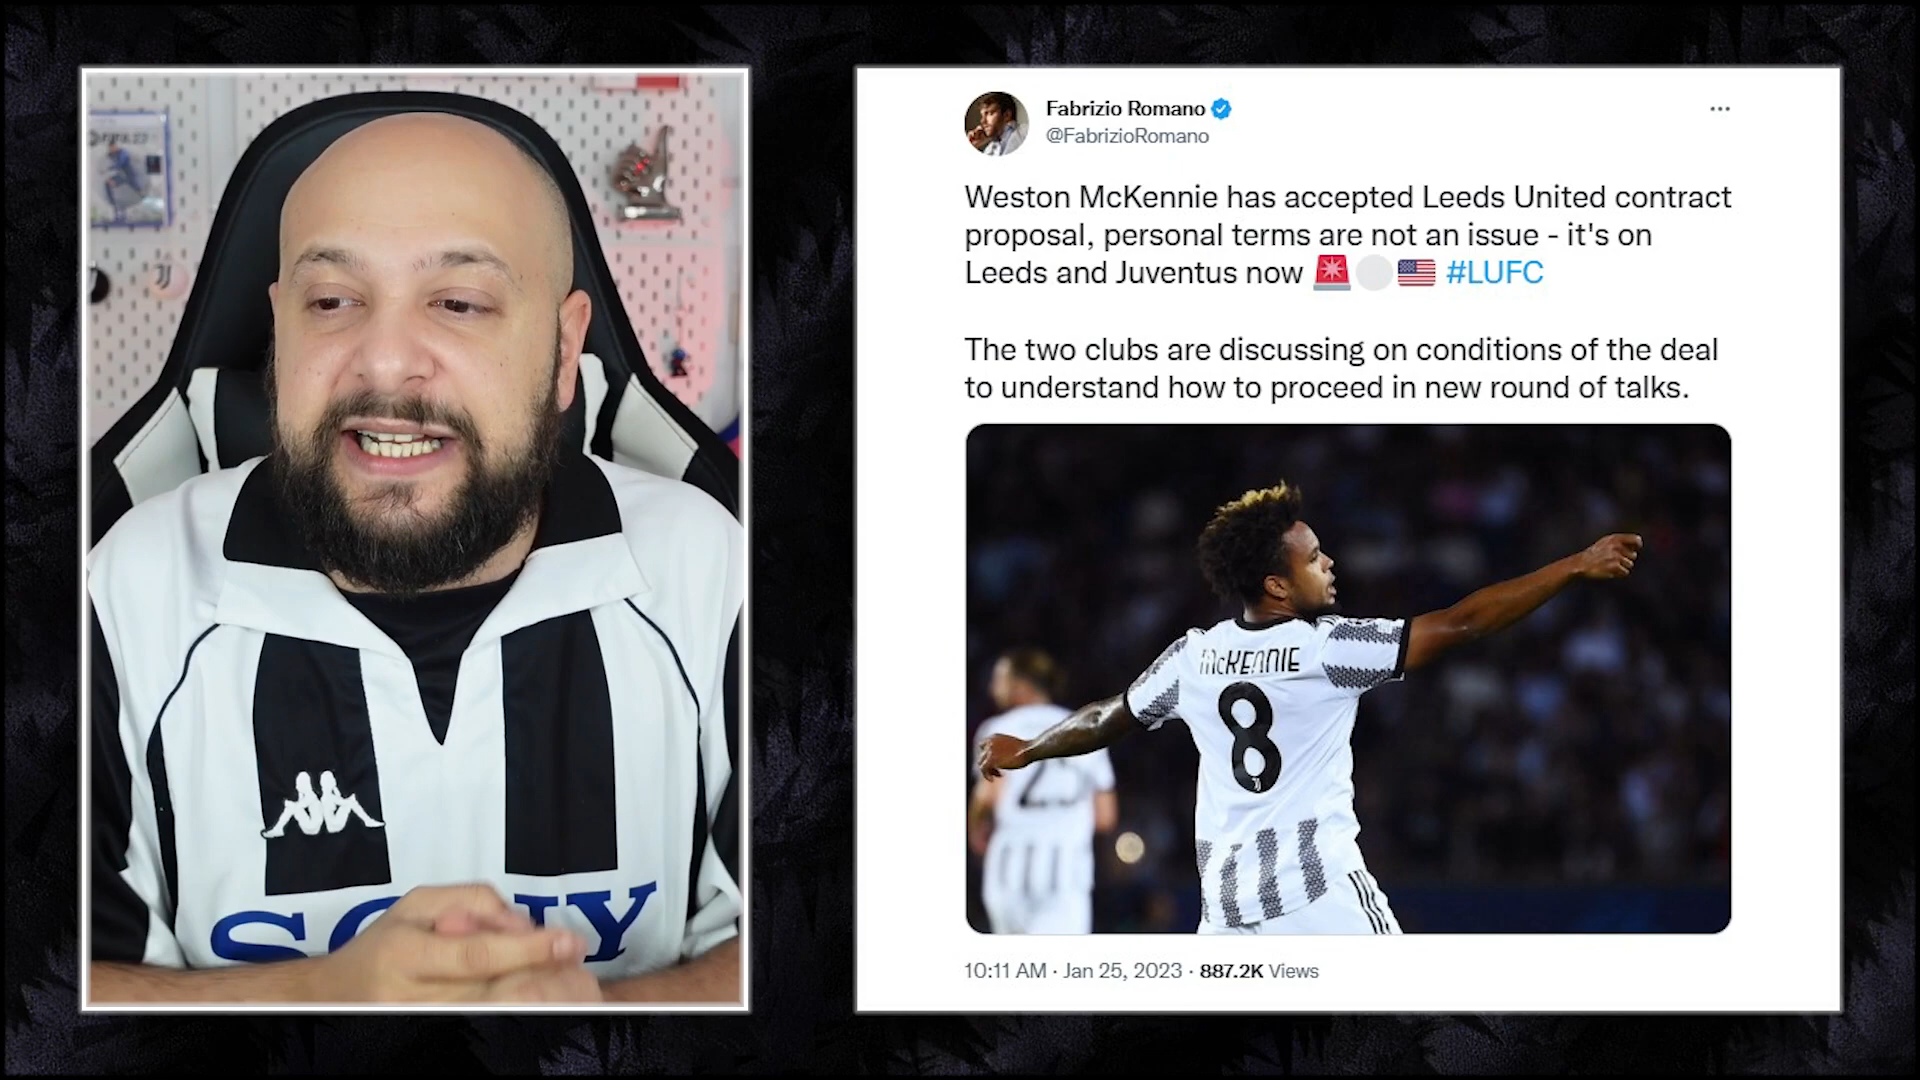 Fabrizio Romano
@FabrizioRomano
Weston McKennie has accepted Leeds United contract
proposal, personal terms are not an issue - it's on
Leeds and Juventus now 🚨⚪🇺🇸 #LUFC
The two clubs are discussing on conditions of the deal
to understand how to proceed in new round of talks.
McKENNIE
8
23
10:11 AM · Jan 25, 2023 · 887.2K Views
SONY